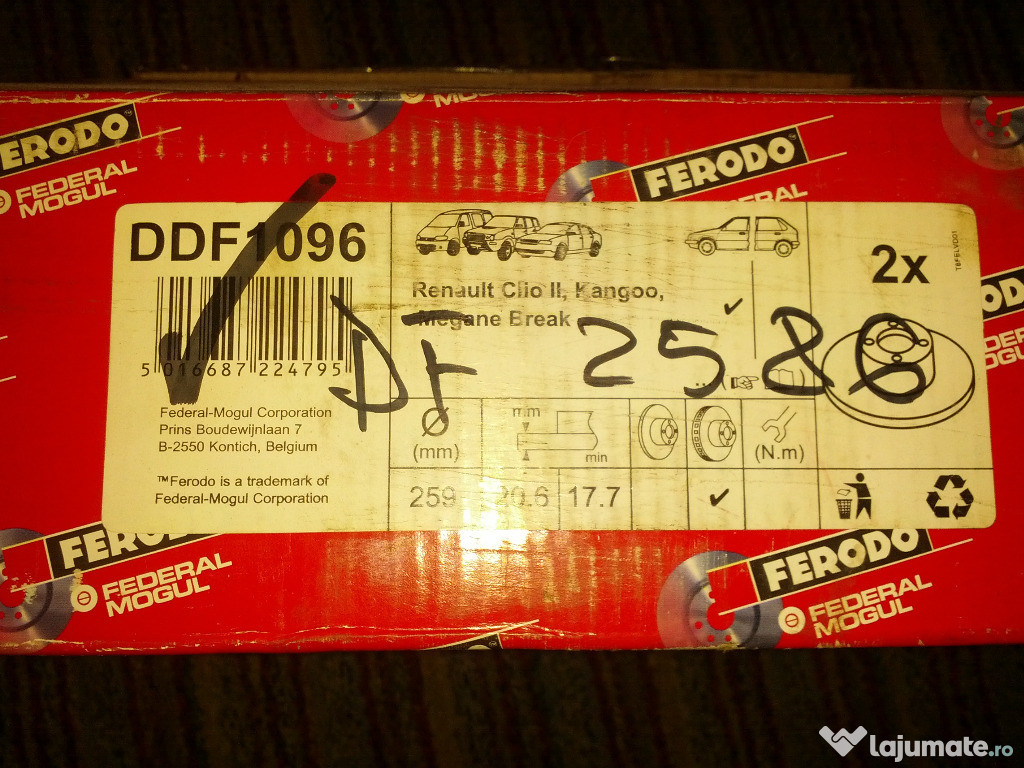 FERODO
FEDERAL
MOGUL
FERODO
FEDERAL
DDF1096
2x
TBFELVD01
Renault Clio II, Kangoo,
Megane Break
DF 2586
5 016687 224795
Federal-Mogul Corporation
Prins Boudewijnlaan 7
B-2550 Kontich, Belgium
™Ferodo is a trademark of
Federal-Mogul Corporation
Ø
(mm)
mm
min
(N.m)
259 20.6 17.7
FERODO
FEDERAL
MOGUL
FERODO
FEDERAL
MOGUL
lajumate.ro